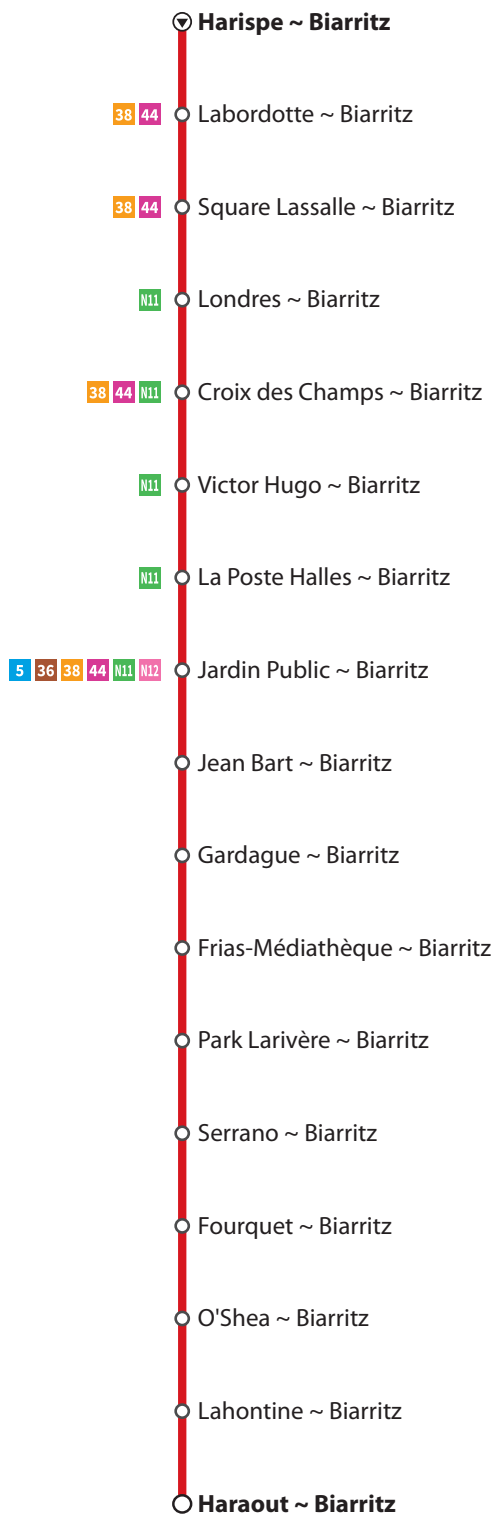 Harispe ~ Biarritz
38 44 Labordotte ~ Biarritz
38 44 Square Lassalle ~ Biarritz
N11 Londres ~ Biarritz
38 44 N11 Croix des Champs ~ Biarritz
N11 Victor Hugo ~ Biarritz
N11 La Poste Halles ~ Biarritz
5 36 38 44 N11 N12 Jardin Public ~ Biarritz
Jean Bart ~ Biarritz
Gardague ~ Biarritz
Frias-Médiathèque ~ Biarritz
Park Larivère ~ Biarritz
Serrano ~ Biarritz
Fourquet ~ Biarritz
O'Shea ~ Biarritz
Lahontine ~ Biarritz
Haraout ~ Biarritz